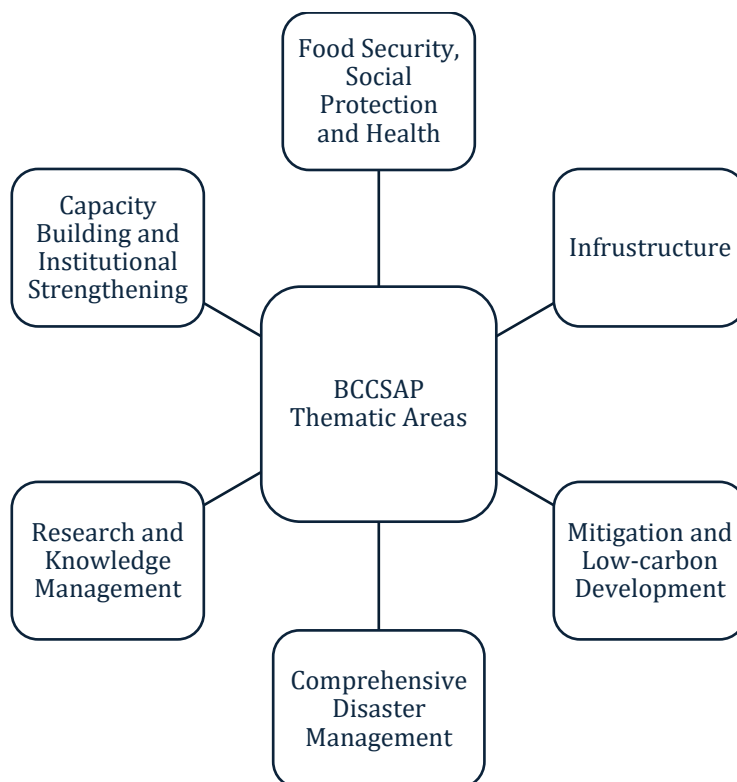 Food Security,
Social
Protection
and Health
Capacity
Building and
Institutional
Strengthening
Infrustructure
BCCSAP
Thematic Areas
Research and
Knowledge
Management
Mitigation and
Low-carbon
Development
Comprehensive
Disaster
Management